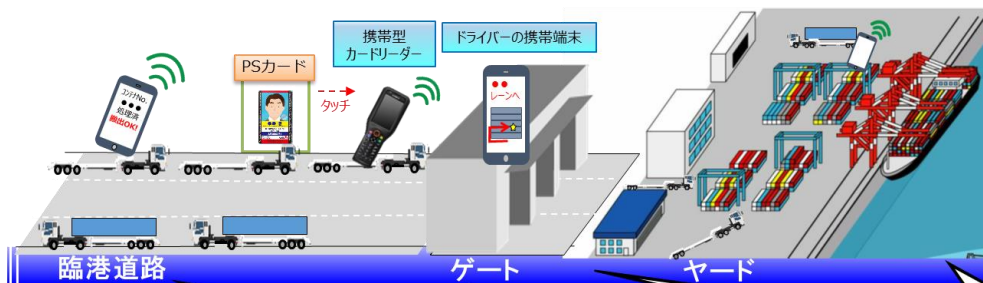 携帯型
カードリーダー
ドライバーの携帯端末
PSカード
コンテナNo.
●●●
処理済
搬出OK!
タッチ
●●
レーンへ
臨港道路
ゲート
ヤード